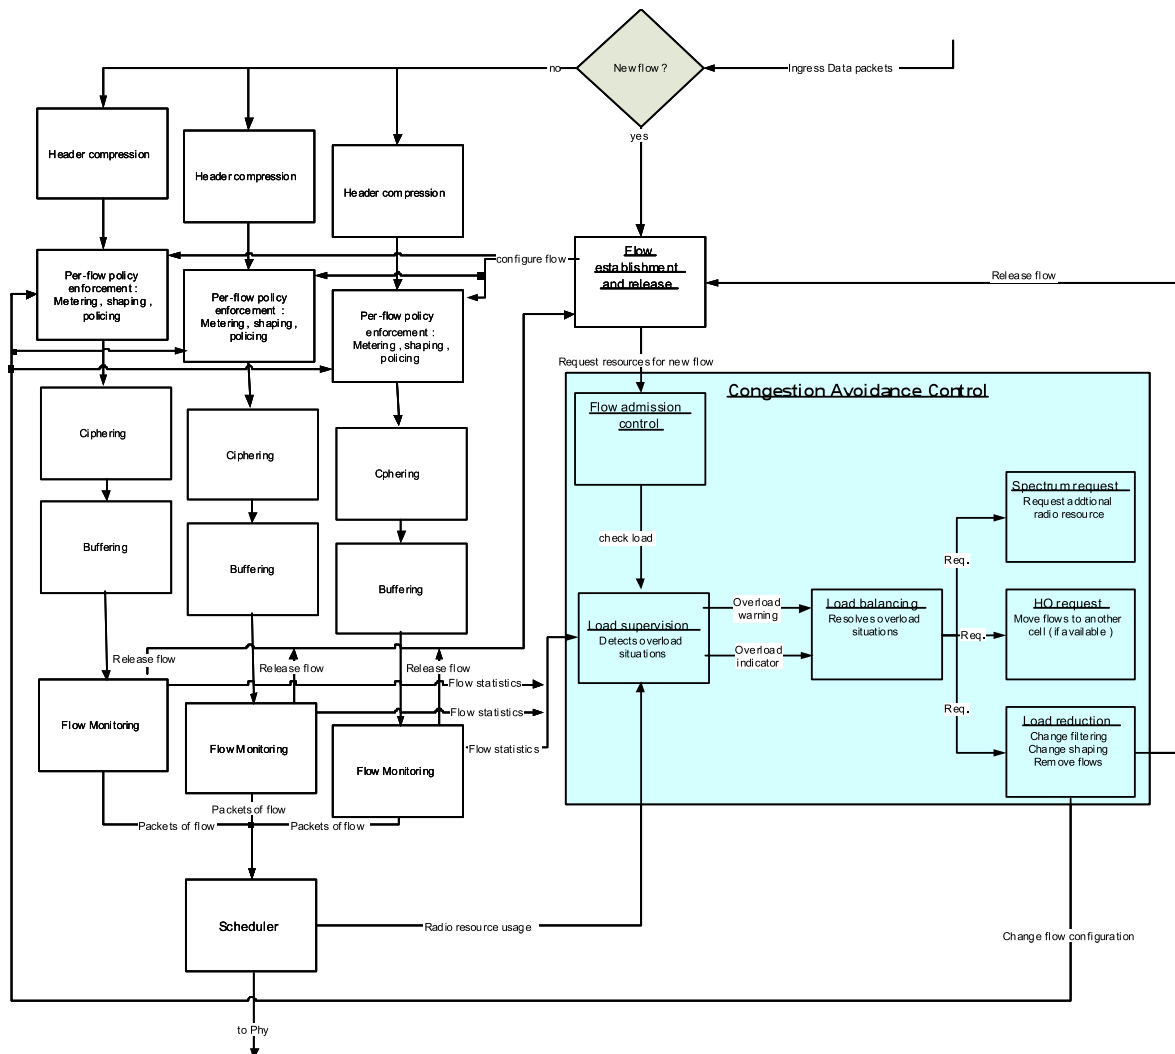 New flow ?
no
Ingress Data packets
yes
Header compression
Header compression
Header compression
Flow
establishment
and release
configure flow
Release flow
Per-flow policy
enforcement :
Metering , shaping ,
policing
Per-flow policy
enforcement :
Metering , shaping ,
policing
Per-flow policy
enforcement :
Metering , shaping ,
policing
Request resources for new flow
Congestion Avoidance Control
Flow admission
control
Ciphering
Ciphering
Cphering
Spectrum request
Request addtional
radio resource
Buffering
Buffering
Buffering
check load
Req.
Overload
warning
Load balancing
Resolves overload
situations
HO request
Move flows to another
cell ( if available )
Load supervision
Detects overload
situations
Req.
Overload
indicator
Release flow
Release flow
Release flow
Flow statistics
Flow statistics
Flow statistics
Req.
Flow Monitoring
Flow Monitoring
Flow Monitoring
Load reduction
Change filtering
Change shaping
Remove flows
Packets of flow
Packets of flow
Packets of flow
Scheduler
Radio resource usage
Change flow configuration
to Phy